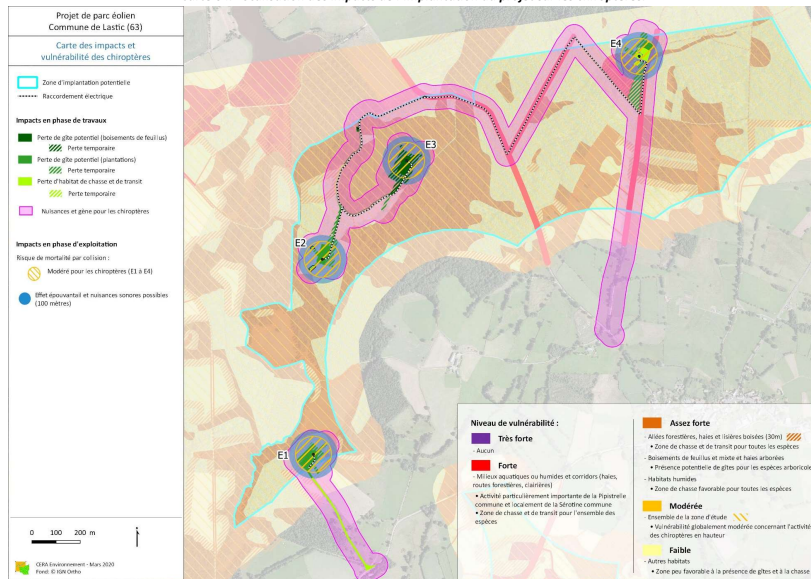 Projet de parc éolien
Commune de Lastic (63)
Carte des impacts et
vulnérabilité des chiroptères
Zone d'implantation potentielle
Raccordement électrique
Impacts en phase de travaux
Perte de gîte potentiel (boisements de feuillus)
Perte temporaire
Perte de gîte potentiel (plantations)
Perte temporaire
Perte d'habitat de chasse et de transit
Perte temporaire
Nuisances et gêne pour les chiroptères
Impacts en phase d'exploitation
Risque de mortalité par collision :
Modéré pour les chiroptères (E1 à E4)
Effet épouvantail et nuisances sonores possibles
(100 mètres)
0 100 200 m
CERA Environnement - Mars 2020
Fond: © IGN Ortho
E4
E3
E2
E1
Niveau de vulnérabilité :
Très forte
- Aucun
Forte
- Milieux aquatiques ou humides et corridors (haies,
routes forestières, clairières)
• Activité particulièrement importante de la Pipistrelle
commune et localement de la Sérotine commune
• Zone de chasse et de transit pour l'ensemble des
espèces
Assez forte
- Allées forestières, haies et lisières boisées (30m)
• Zone de chasse et de transit pour toutes les espèces
- Boisements de feuillus et mixte et haies arborées
• Présence potentielle de gîtes pour les espèces arboricole
- Habitats humides
• Zone de chasse favorable pour toutes les espèces
Modérée
- Ensemble de la zone d'étude
• Vulnérabilité globalement modérée concernant l'activité
des chiroptères en hauteur
Faible
- Autres habitats
• Zone peu favorable à la présence de gîtes et à la chasse